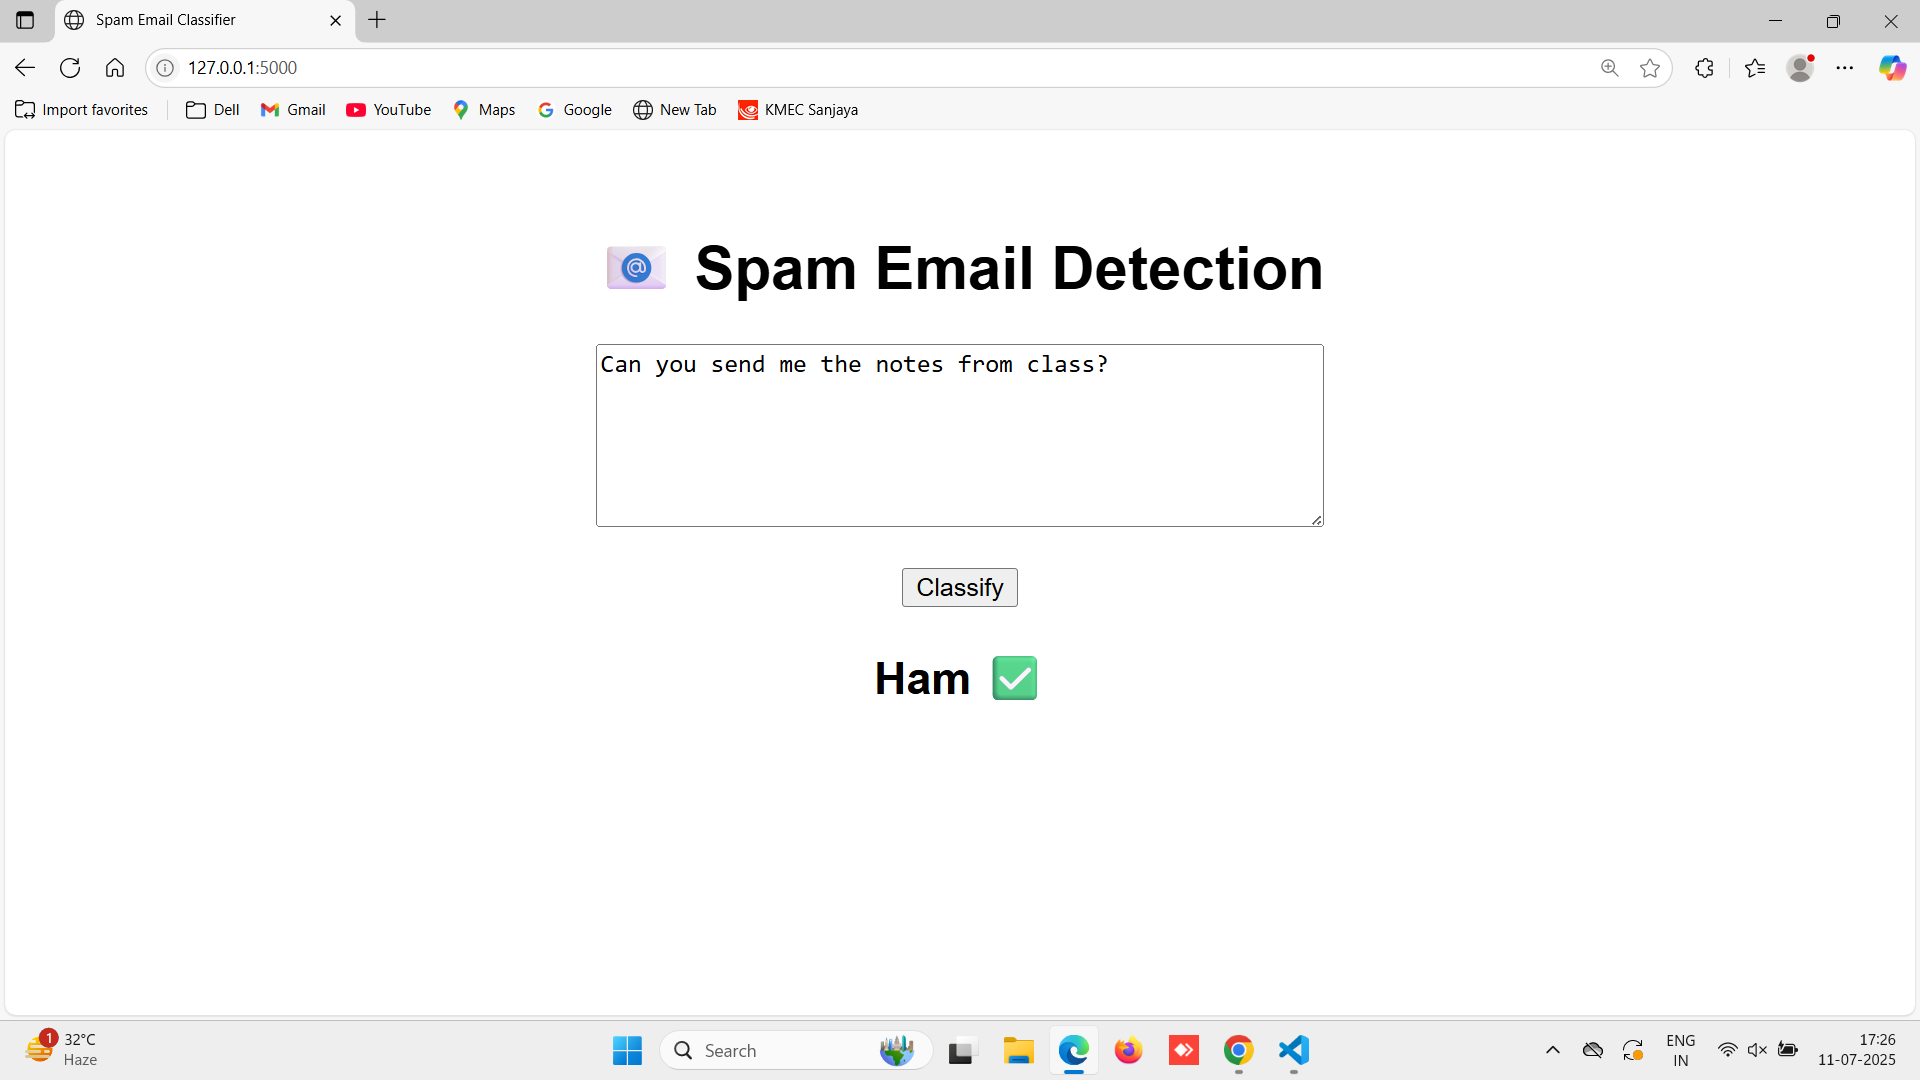 Spam Email Classifier
127.0.0.1:5000
Import favorites
Dell
Gmail
YouTube
Maps
Google
New Tab
KMEC Sanjaya
Spam Email Detection
Can you send me the notes from class?
Classify
Ham
1
32°C
Haze
Search
ENG
IN
17:26
11-07-2025